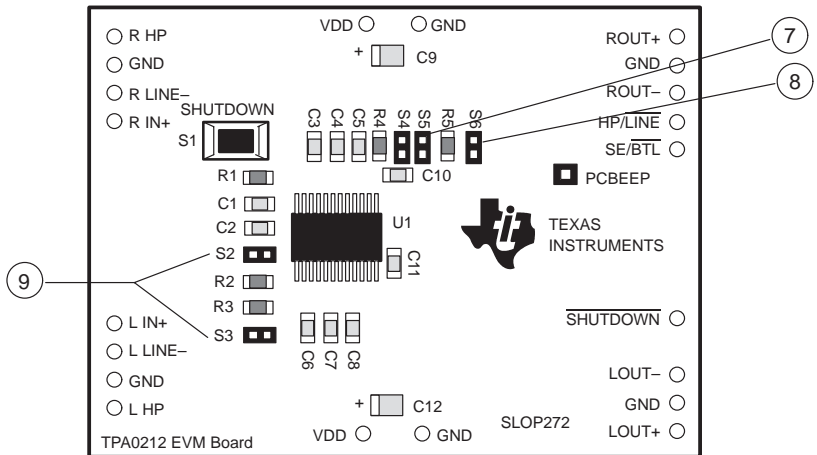 VDD GND
R HP
GND
R LINE–
R IN+
+ C9
ROUT+
GND
ROUT–
HP/LINE
SE/BTL
7
8
SHUTDOWN
S1
C3 C4 C5 R4 S4 S5 R5 S6
C10
PCBEEP
R1
C1
C2
S2
R2
R3
S3
U1
C11
TEXAS
INSTRUMENTS
9
L IN+
L LINE–
GND
L HP
C6 C7 C8
SHUTDOWN
LOUT–
GND
LOUT+
+ C12
SLOP272
VDD GND
TPA0212 EVM Board